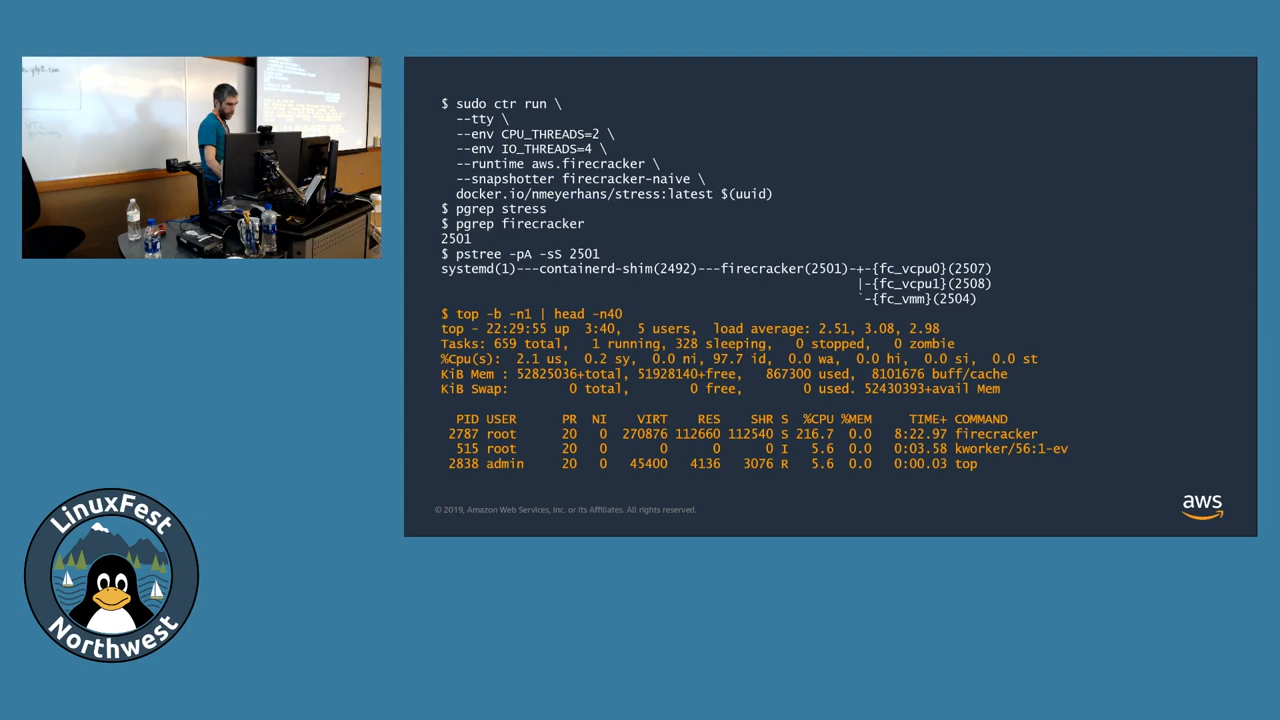 $ sudo ctr run \
--tty \
--env CPU_THREADS=2 \
--env IO_THREADS=4 \
--runtime aws.firecracker \
--snapshotter firecracker-naive \
docker.io/nmeyerhans/stress:latest $(uuid)
$ pgrep stress
$ pgrep firecracker
2501
$ pstree -pA -sS 2501
systemd(1)---containerd-shim(2492)---firecracker(2501)-+-{fc_vcpu0}(2507)
|-{fc_vcpu1}(2508)
`-{fc_vmm}(2504)
$ top -b -n1 | head -n40
top - 22:29:55 up  3:40,  5 users,  load average: 2.51, 3.08, 2.98
Tasks: 659 total,   1 running, 328 sleeping,   0 stopped,   0 zombie
%Cpu(s):  2.1 us,  0.2 sy,  0.0 ni, 97.7 id,  0.0 wa,  0.0 hi,  0.0 si,  0.0 st
KiB Mem : 52825036+total, 51928140+free,   867300 used,  8101676 buff/cache
KiB Swap:        0 total,        0 free,        0 used. 52430393+avail Mem
PID USER      PR  NI    VIRT    RES    SHR S  %CPU %MEM     TIME+ COMMAND
2787 root      20   0  270876 112660 112540 S 216.7  0.0   8:22.97 firecracker
515 root      20   0       0      0      0 I   5.6  0.0   0:03.58 kworker/56:1-ev
2838 admin     20   0   45400   4136   3076 R   5.6  0.0   0:00.03 top
© 2019, Amazon Web Services, Inc. or its Affiliates. All rights reserved.
aws
LinuxFest
Northwest